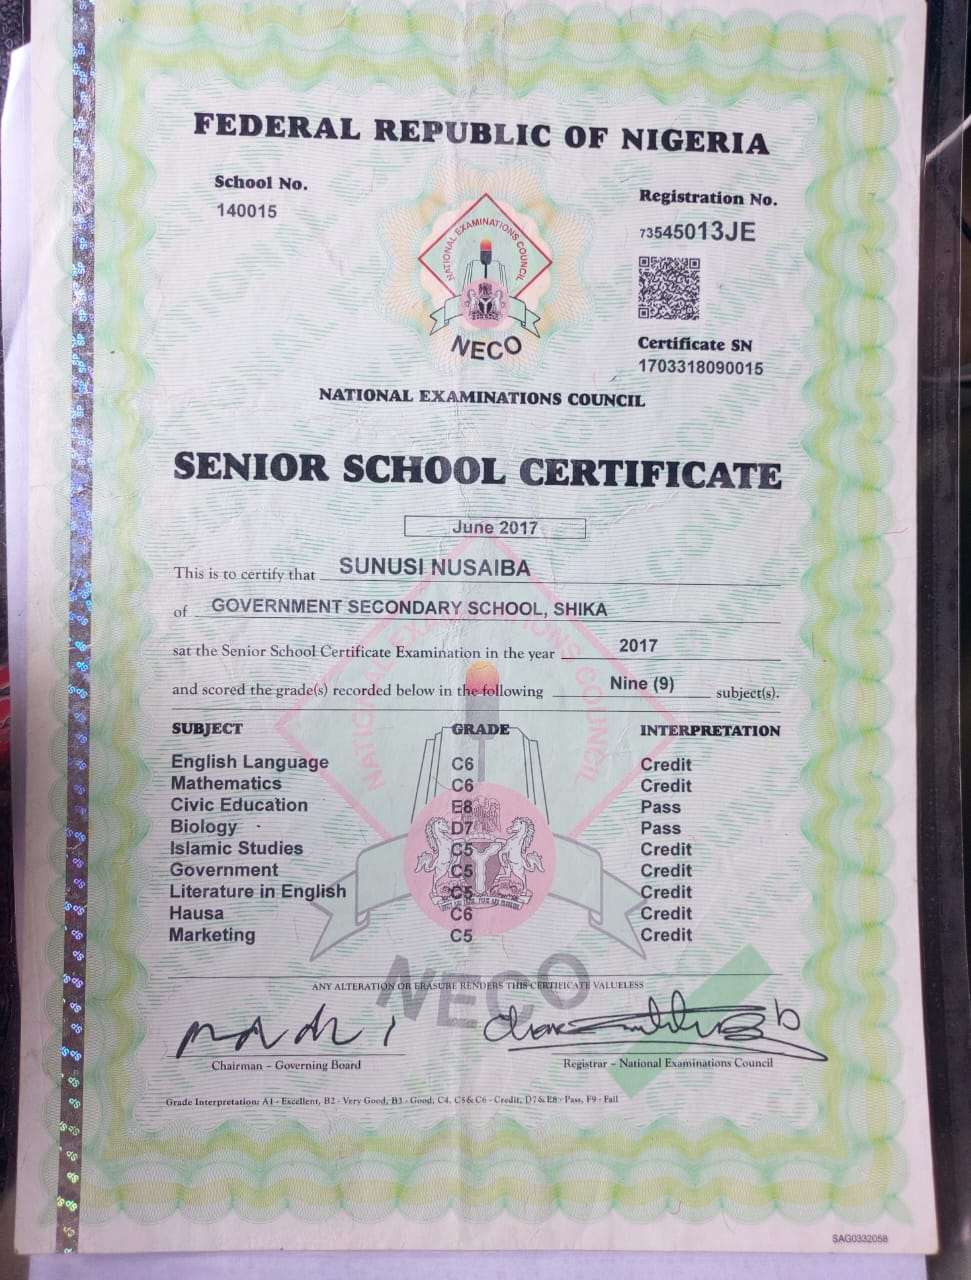 FEDERAL REPUBLIC OF NIGERIA
School No.
140015
Registration No.
73545013JE
NATIONAL EXAMINATIONS COUNCIL
NECO
Certificate SN
1703318090015
NATIONAL EXAMINATIONS COUNCIL
SENIOR SCHOOL CERTIFICATE
June 2017
This is to certify that SUNUSI NUSAIBA
of GOVERNMENT SECONDARY SCHOOL, SHIKA
sat the Senior School Certificate Examination in the year 2017
and scored the grade(s) recorded below in the following Nine (9) subject(s).
NATIONAL EXAMINATIONS COUNCIL
SUBJECT GRADE INTERPRETATION
English Language C6 Credit
Mathematics C6 Credit
Civic Education E8 Pass
Biology D7 Pass
Islamic Studies C5 Credit
Government C5 Credit
Literature in English C5 Credit
Hausa C6 Credit
Marketing C5 Credit
NECO
ANY ALTERATION OR ERASURE RENDERS THIS CERTIFICATE VALUELESS
Chairman – Governing Board
Registrar – National Examinations Council
Grade Interpretation: A1 - Excellent, B2 - Very Good, B3 - Good, C4, C5 & C6 - Credit, D7 & E8 - Pass, F9 - Fail
SAG0332058